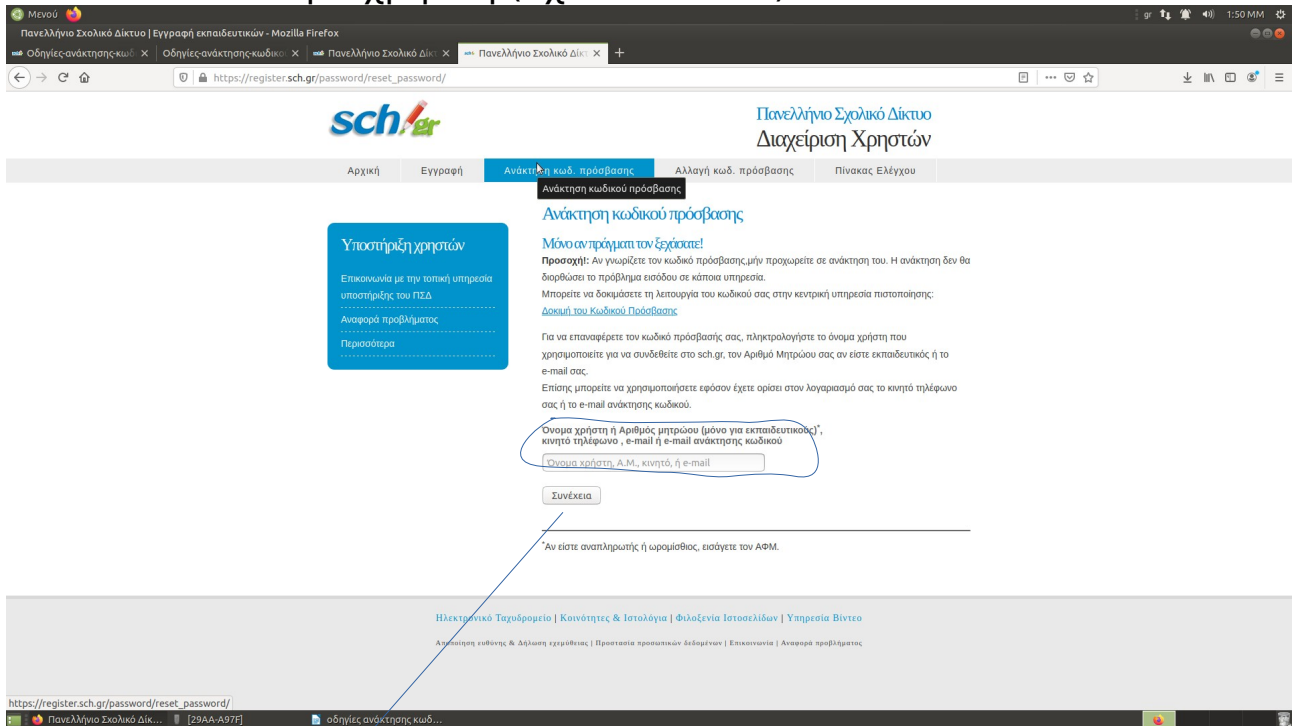 Μενού
gr
1:50 ΜΜ
Πανελλήνιο Σχολικό Δίκτυο | Εγγραφή εκπαιδευτικών - Mozilla Firefox
Οδηγίες-ανάκτησης-κωδ
Οδηγίες-ανάκτησης-κωδικο
Πανελλήνιο Σχολικό Δίκτ
Πανελλήνιο Σχολικό Δίκτ
https://register.sch.gr/password/reset_password/
sch.gr
Πανελλήνιο Σχολικό Δίκτυο
Διαχείριση Χρηστών
Αρχική
Εγγραφή
Ανάκτηση κωδ. πρόσβασης
Αλλαγή κωδ. πρόσβασης
Πίνακας Ελέγχου
Ανάκτηση κωδικού πρόσβασης
Υποστήριξη χρηστών
Επικοινωνία με την τοπική υπηρεσία
υποστήριξης του ΠΣΔ
Αναφορά προβλήματος
Περισσότερα
Ανάκτηση κωδικού πρόσβασης
Μόνο αν πράγματι τον ξεχάσατε!
Προσοχή!: Αν γνωρίζετε τον κωδικό πρόσβασης,μήν προχωρείτε σε ανάκτηση του. Η ανάκτηση δεν θα
διορθώσει το πρόβλημα εισόδου σε κάποια υπηρεσία.
Μπορείτε να δοκιμάσετε τη λειτουργία του κωδικού σας στην κεντρική υπηρεσία πιστοποίησης:
Δοκιμή του Κωδικού Πρόσβασης
Για να επαναφέρετε τον κωδικό πρόσβασής σας, πληκτρολογήστε το όνομα χρήστη που
χρησιμοποιείτε για να συνδεθείτε στο sch.gr, τον Αριθμό Μητρώου σας αν είστε εκπαιδευτικός ή το
e-mail σας.
Επίσης μπορείτε να χρησιμοποιήσετε εφόσον έχετε ορίσει στον λογαριασμό σας το κινητό τηλέφωνο
σας ή το e-mail ανάκτησης κωδικού.
Όνομα χρήστη ή Αριθμός μητρώου (μόνο για εκπαιδευτικούς)*,
κινητό τηλέφωνο , e-mail ή e-mail ανάκτησης κωδικού
Όνομα χρήστη, Α.Μ., κινητό, ή e-mail
Συνέχεια
*Αν είστε αναπληρωτής ή ωρομίσθιος, εισάγετε τον ΑΦΜ.
Ηλεκτρονικό Ταχυδρομείο | Κοινότητες & Ιστολόγια | Φιλοξενία Ιστοσελίδων | Υπηρεσία Βίντεο
Αποποίηση ευθύνης & Δήλωση εχεμύθειας | Προστασία προσωπικών δεδομένων | Επικοινωνία | Αναφορά προβλήματος
https://register.sch.gr/password/reset_password/
Πανελλήνιο Σχολικό Δίκ...
[29AA-A97F]
οδηγίες ανάκτησης κωδ...